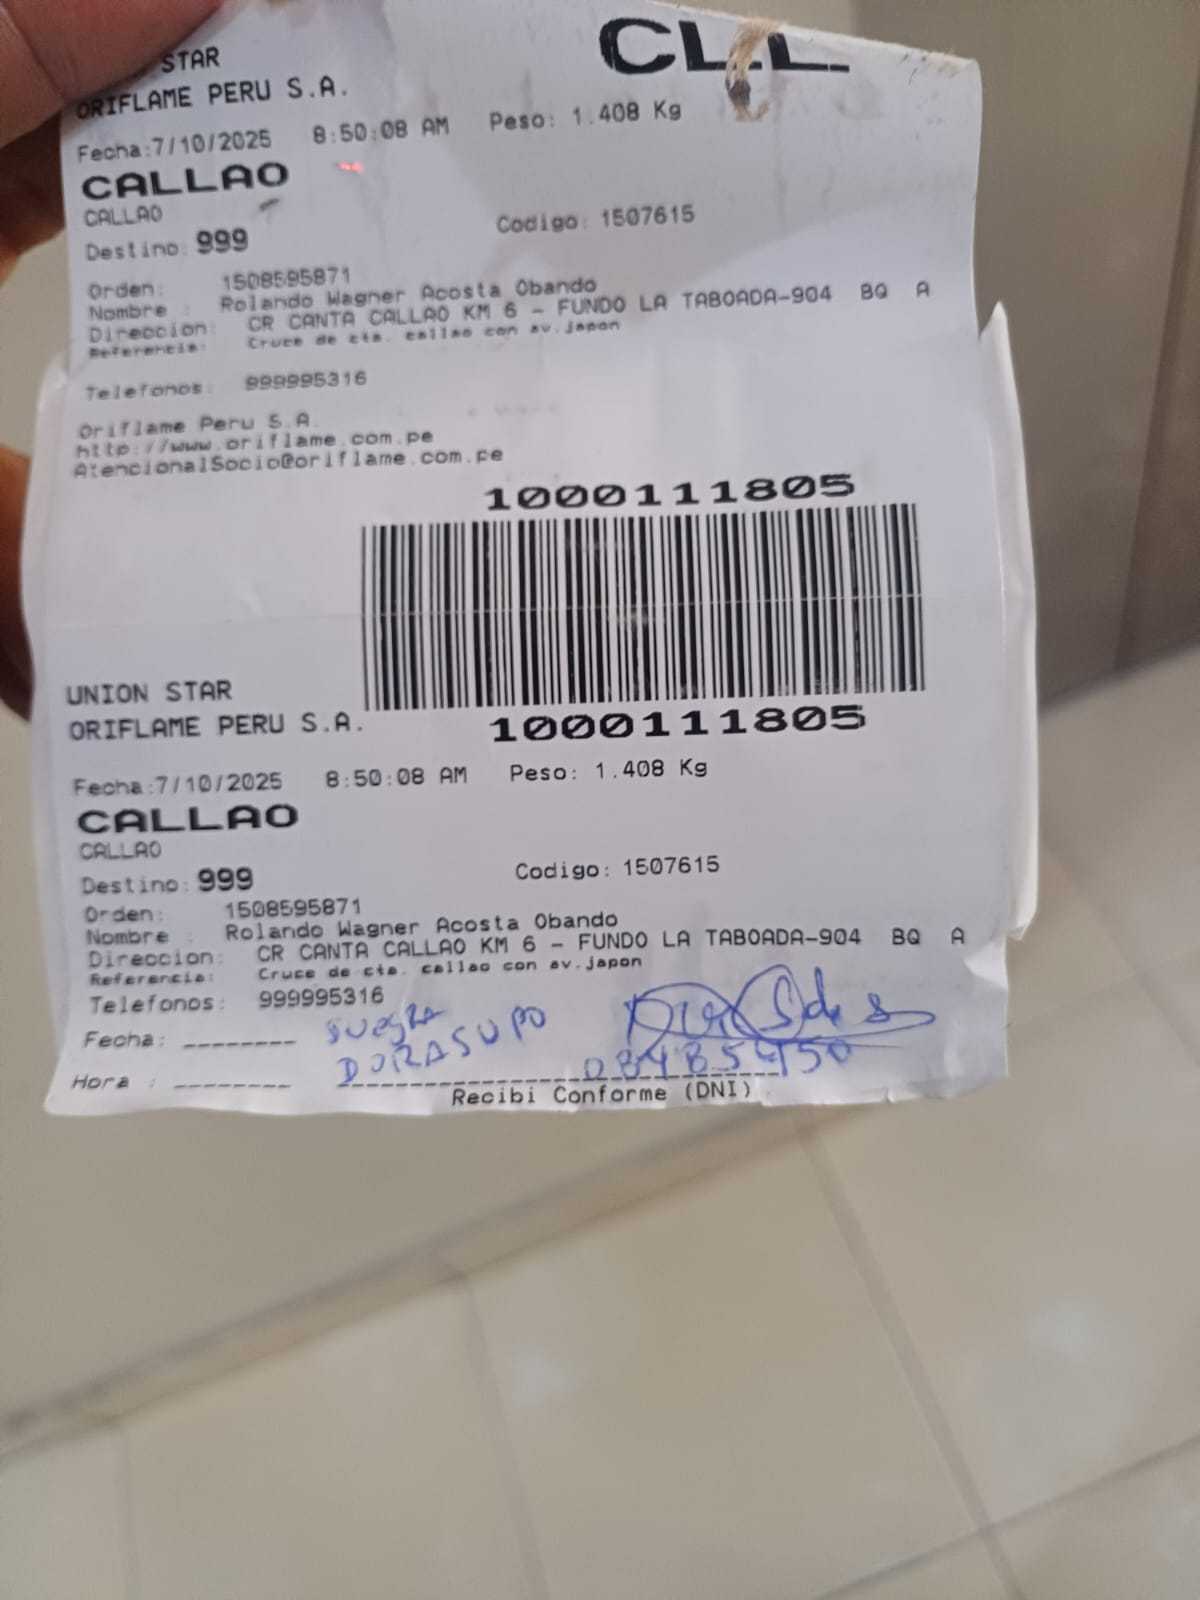 STAR
ORIFLAME PERU S.A.
CLL
Fecha:7/10/2025 8:50:08 AM Peso: 1.408 Kg
CALLAO
CALLAO
Destino: 999 Codigo: 1507615
Orden: 1508595871
Nombre : Rolando Wagner Acosta Obando
Direccion: CR CANTA CALLAO KM 6 - FUNDO LA TABOADA-904 BQ A
Referencia: Cruce de cta. callao con av.japon
Telefonos: 999995316
Oriflame Peru S.A.
http://www.oriflame.com.pe
AtencionalSocio@oriflame.com.pe
1000111805
1000111805
UNION STAR
ORIFLAME PERU S.A.
Fecha:7/10/2025 8:50:08 AM Peso: 1.408 Kg
CALLAO
CALLAO
Destino: 999 Codigo: 1507615
Orden: 1508595871
Nombre : Rolando Wagner Acosta Obando
Direccion: CR CANTA CALLAO KM 6 - FUNDO LA TABOADA-904 BQ A
Referencia: Cruce de cta. callao con av.japon
Telefonos: 999995316
Fecha: ________ SUEGRA
DORA SUPO
Hora : ________
Recibi Conforme (DNI)